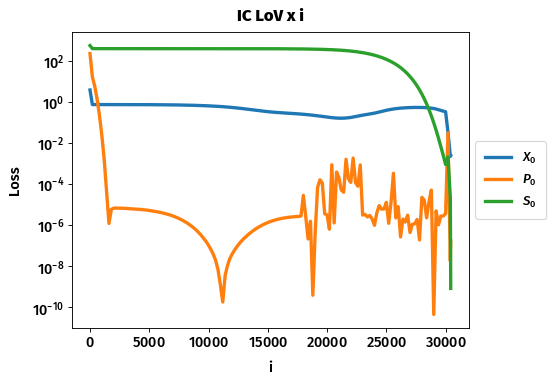 IC LoV x i
Loss
10²
10⁰
10⁻²
10⁻⁴
10⁻⁶
10⁻⁸
10⁻¹⁰
0 5000 10000 15000 20000 25000 30000
i
X₀
P₀
S₀